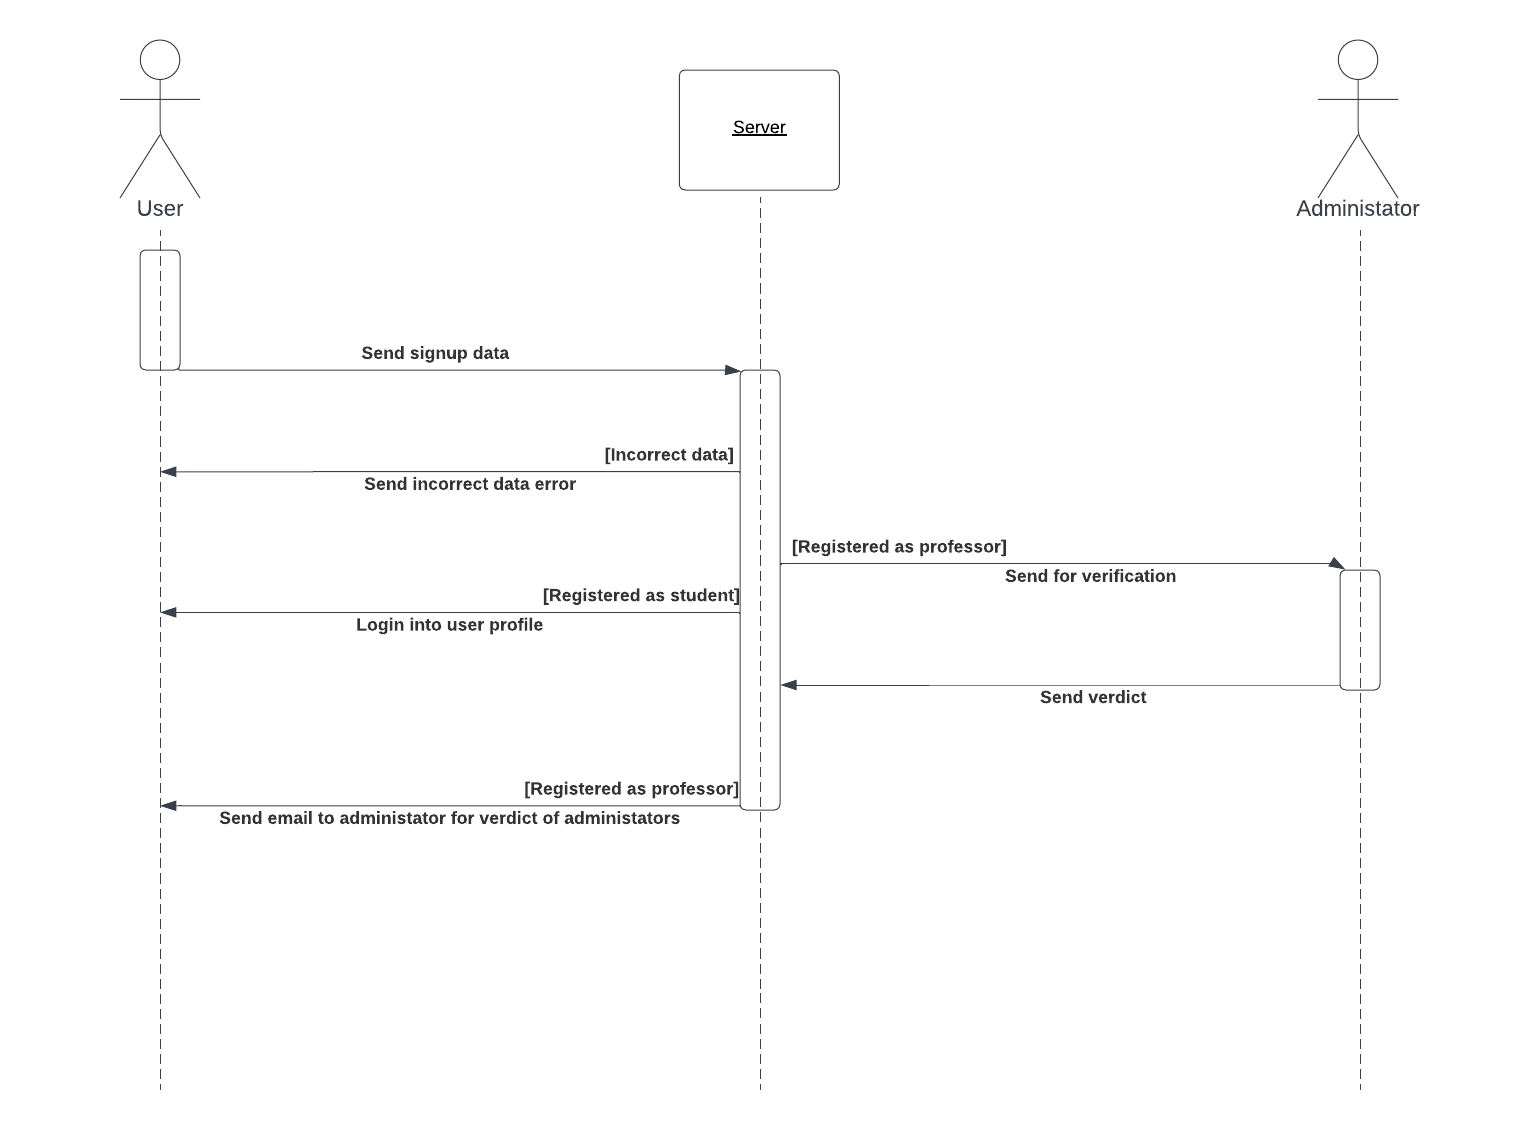 User
Server
Administator
Send signup data
[Incorrect data]
Send incorrect data error
[Registered as professor]
Send for verification
[Registered as student]
Login into user profile
Send verdict
[Registered as professor]
Send email to administator for verdict of administators